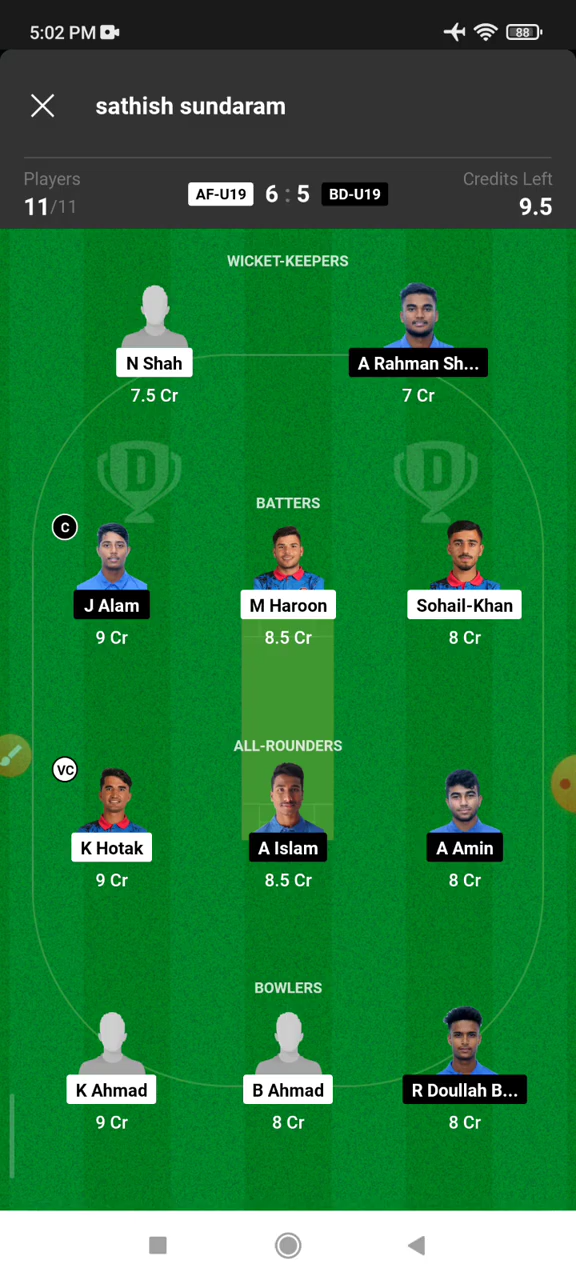 5:02 PM
88
sathish sundaram
Players
Credits Left
11/11
AF-U19 6 : 5 BD-U19
9.5
WICKET-KEEPERS
N Shah
A Rahman Sh...
7.5 Cr
7 Cr
D
D
BATTERS
C
J Alam
M Haroon
Sohail-Khan
9 Cr
8.5 Cr
8 Cr
ALL-ROUNDERS
VC
K Hotak
A Islam
A Amin
9 Cr
8.5 Cr
8 Cr
BOWLERS
K Ahmad
B Ahmad
R Doullah B...
9 Cr
8 Cr
8 Cr